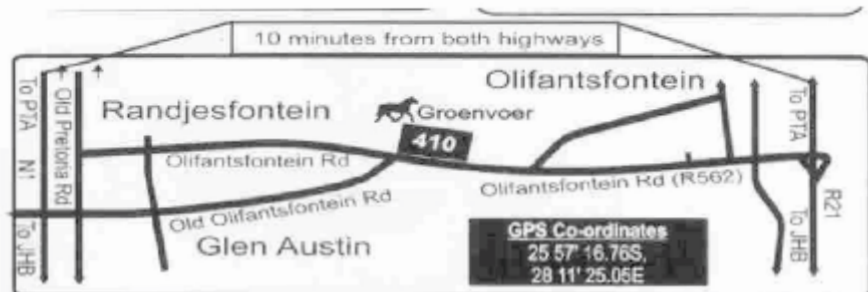 10 minutes from both highways
To PTA
N1
Old Pretoria Rd
To JHB
Randjesfontein
Olifantsfontein
Groenvoer
410
Olifantsfontein Rd
Old Olifantsfontein Rd
Olifantsfontein Rd (R562)
Glen Austin
To PTA
R21
To JHB
GPS Co-ordinates
25 57' 16.76S,
28 11' 25.05E